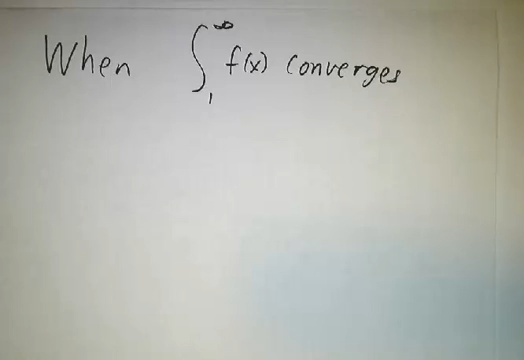 When ∫₁^∞ f(x) converges